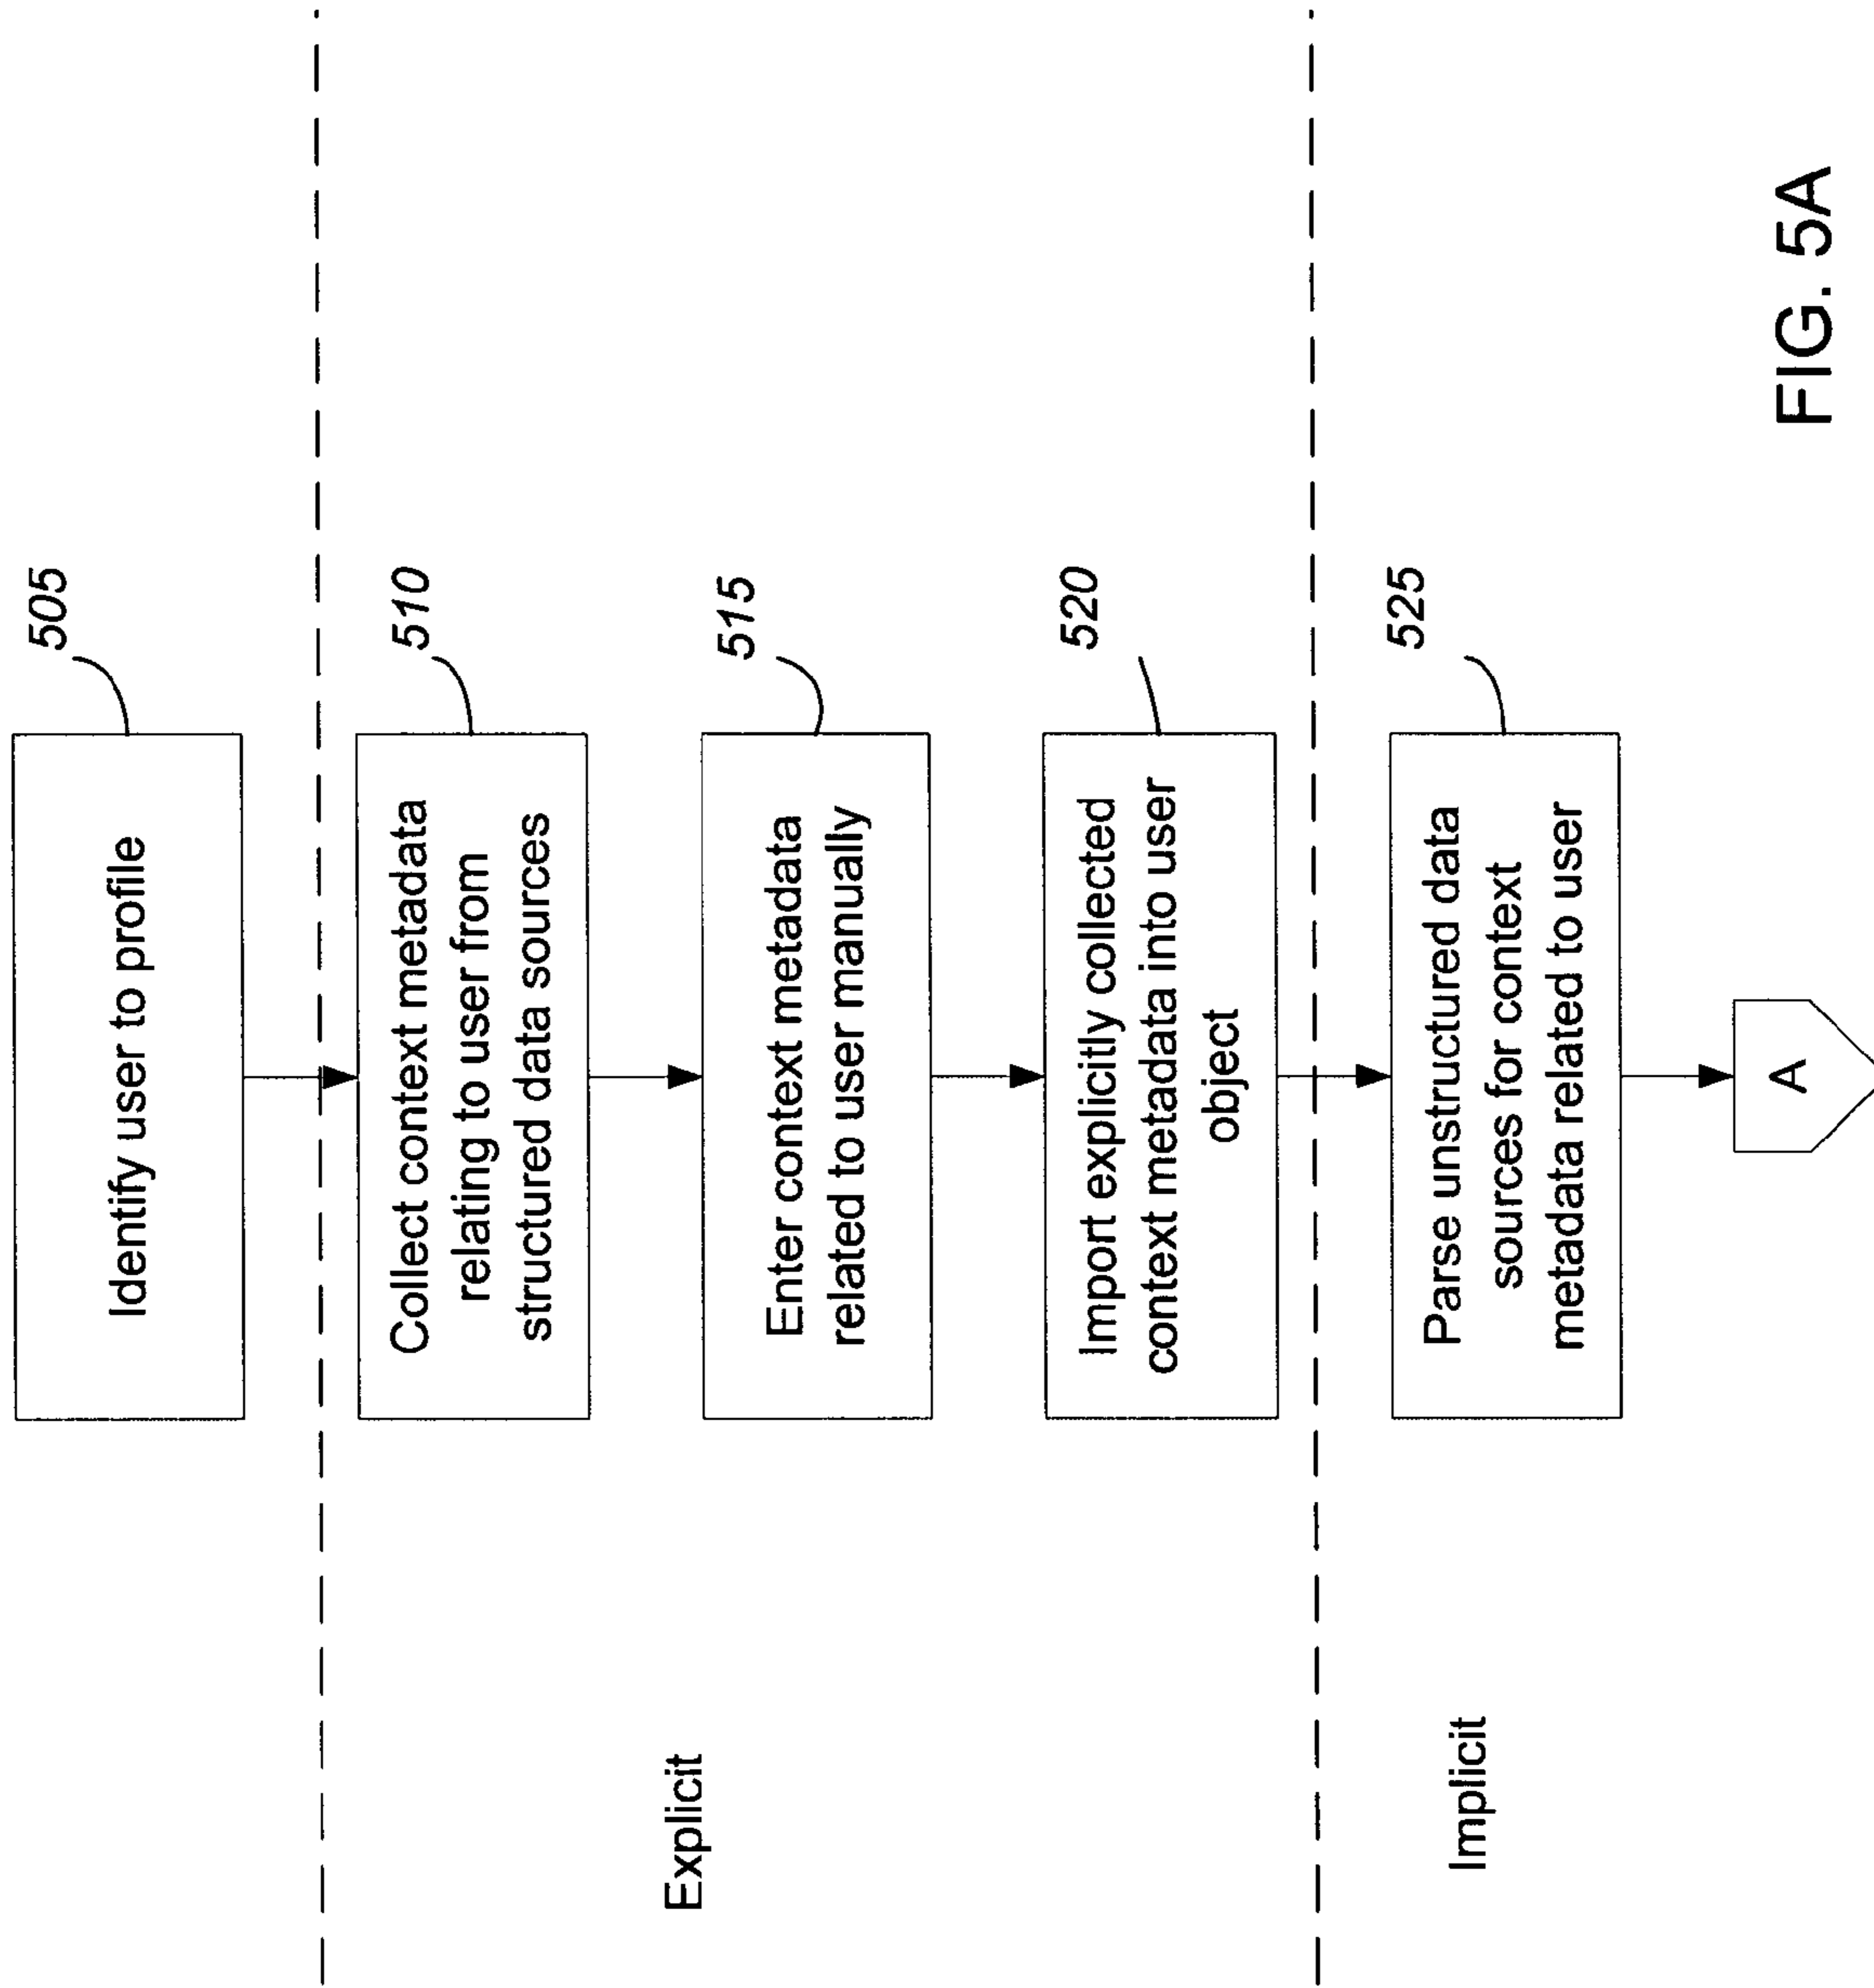 505
Identify user to profile
510
Collect context metadata
relating to user from
structured data sources
Explicit
515
Enter context metadata
related to user manually
520
Import explicitly collected
context metadata into user
object
Implicit
525
Parse unstructured data
sources for context
metadata related to user
A
FIG. 5A